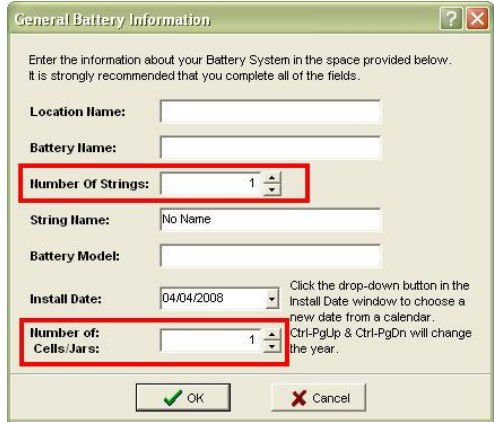 General Battery Information
Enter the information about your Battery System in the space provided below.
It is strongly recommended that you complete all of the fields.
Location Name:
Battery Name:
Number Of Strings: 1
String Name: No Name
Battery Model:
Install Date: 04/04/2008
Click the drop-down button in the
Install Date window to choose a
new date from a calendar.
Ctrl-PgUp & Ctrl-PgDn will change
the year.
Number of:
Cells/Jars: 1
OK
Cancel